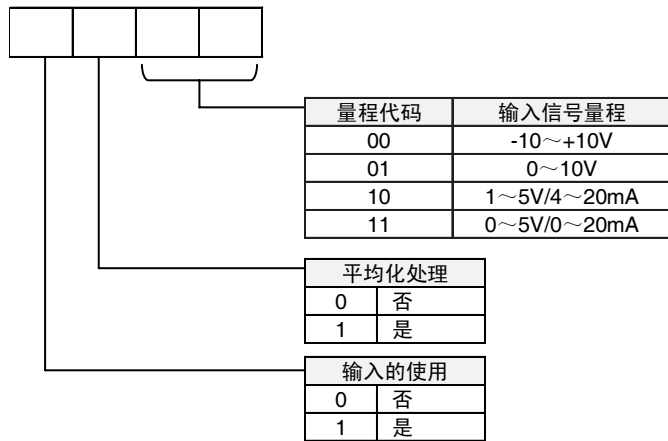 量程代码 输入信号量程
00 -10～+10V
01 0～10V
10 1～5V/4～20mA
11 0～5V/0～20mA
平均化处理
0 否
1 是
输入的使用
0 否
1 是